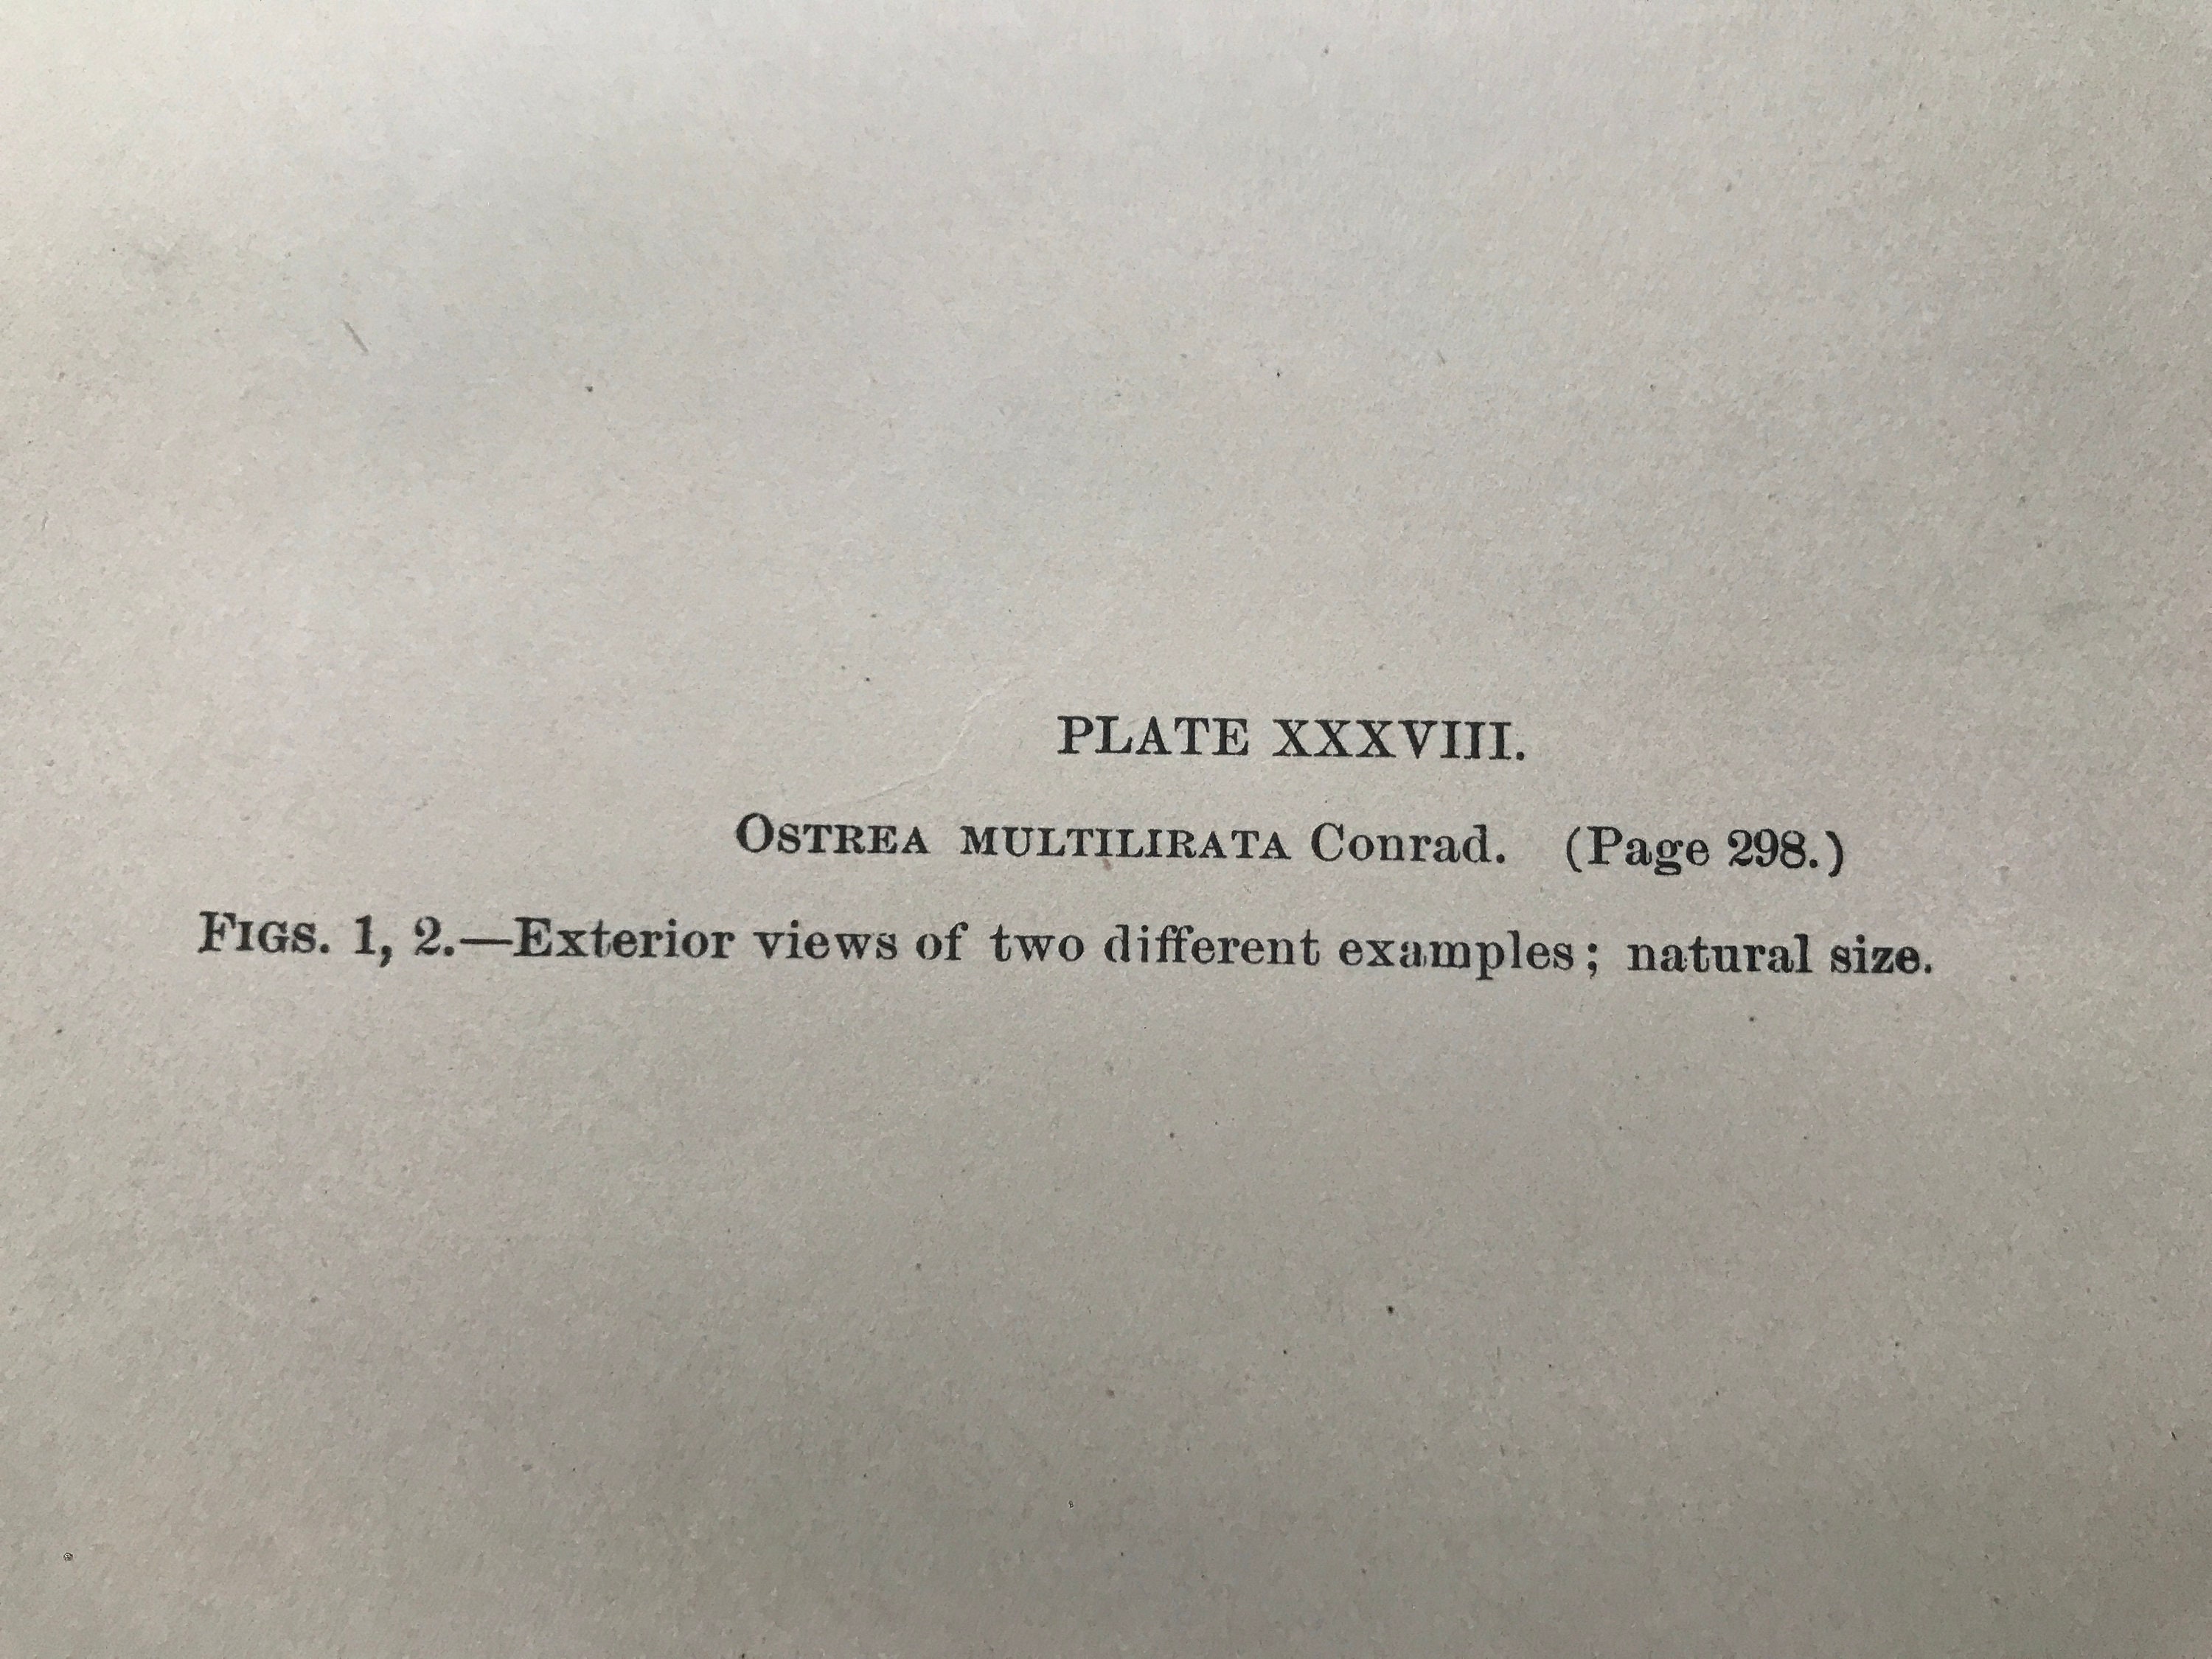 PLATE XXXVIII.
OSTREA MULTILIRATA Conrad. (Page 298.)
FIGS. 1, 2.—Exterior views of two different examples; natural size.